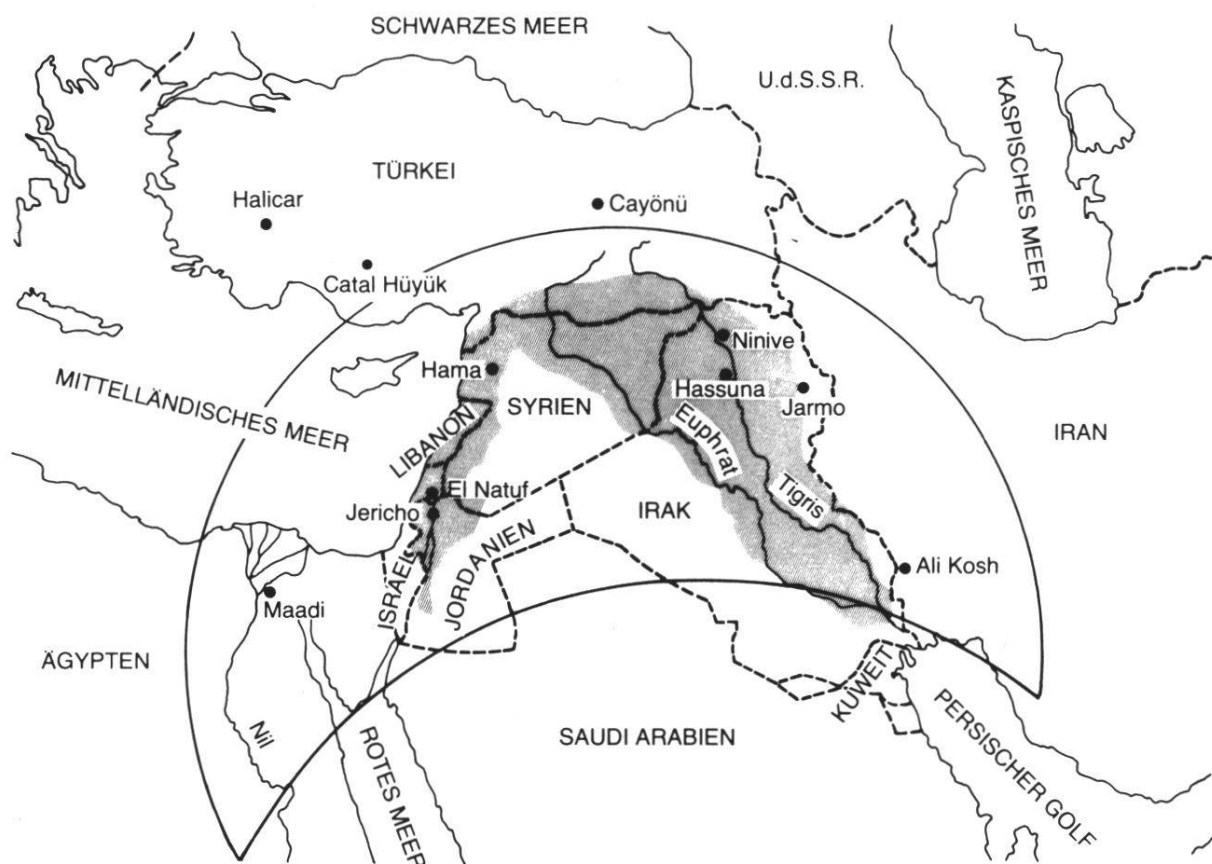 SCHWARZES MEER
U.d.S.S.R.
KASPISCHES MEER
TÜRKEI
Halicar
Cayönü
Catal Hüyük
Ninive
Hama
Hassuna
Jarmo
MITTELLÄNDISCHES MEER
SYRIEN
LIBANON
Euphrat
IRAN
El Natuf
Jericho
IRAK
Tigris
ISRAEL
JORDANIEN
Ali Kosh
Maadi
ÄGYPTEN
KUWEIT
Nil
ROTES MEER
SAUDI ARABIEN
PERSISCHER GOLF